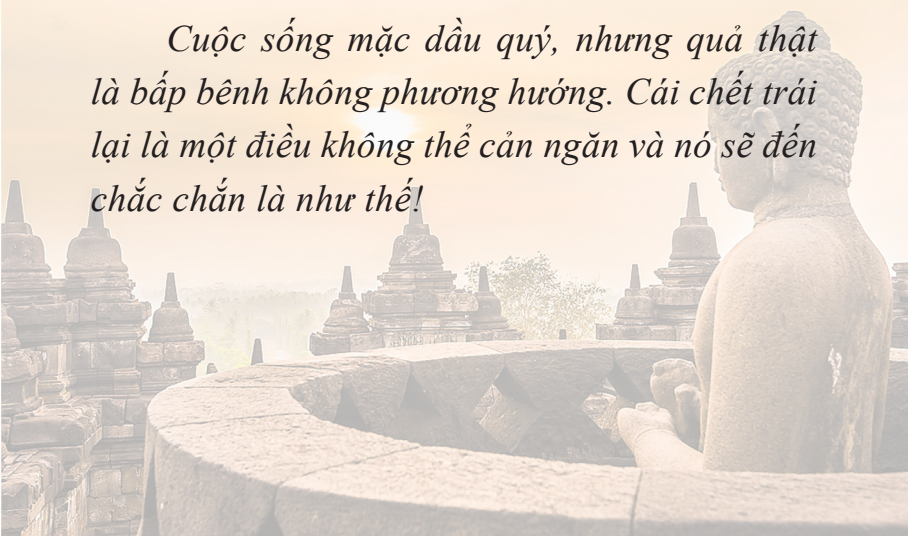 Cuộc sống mặc dầu quý, nhưng quả thật
là bấp bênh không phương hướng. Cái chết trái
lại là một điều không thể cản ngăn và nó sẽ đến
chắc chắn là như thế!